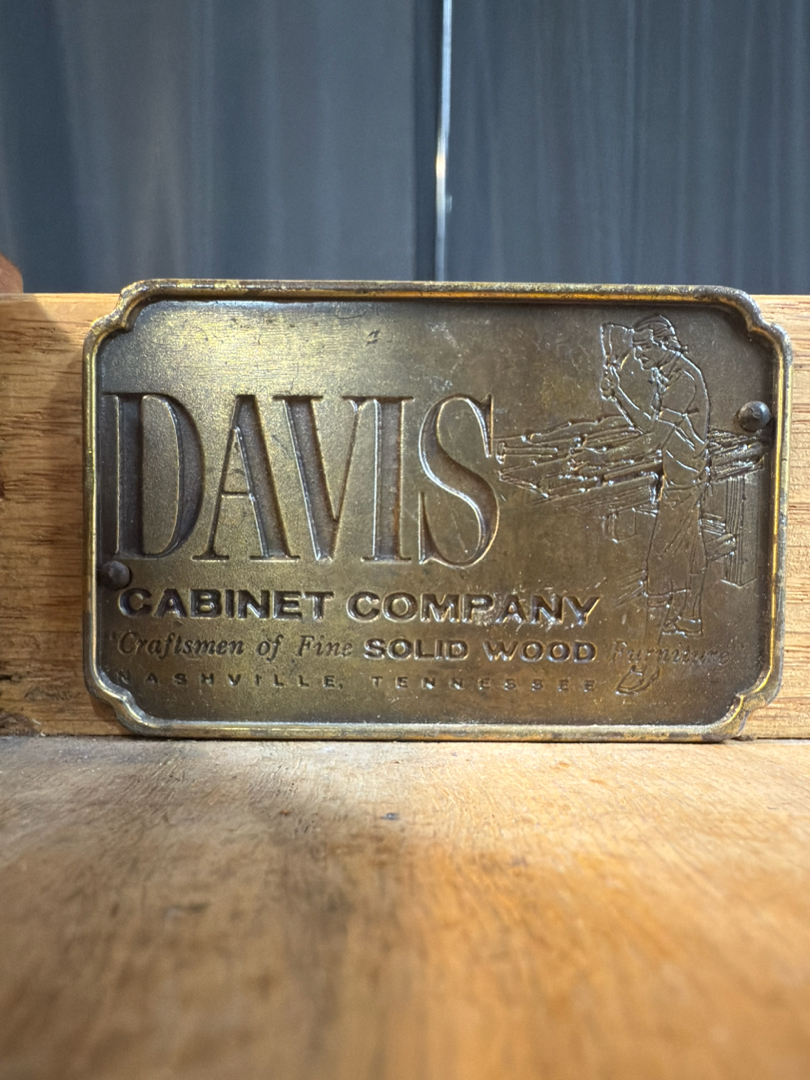 DAVIS
CABINET COMPANY
"Craftsmen of Fine SOLID WOOD Furniture"
NASHVILLE, TENNESSEE